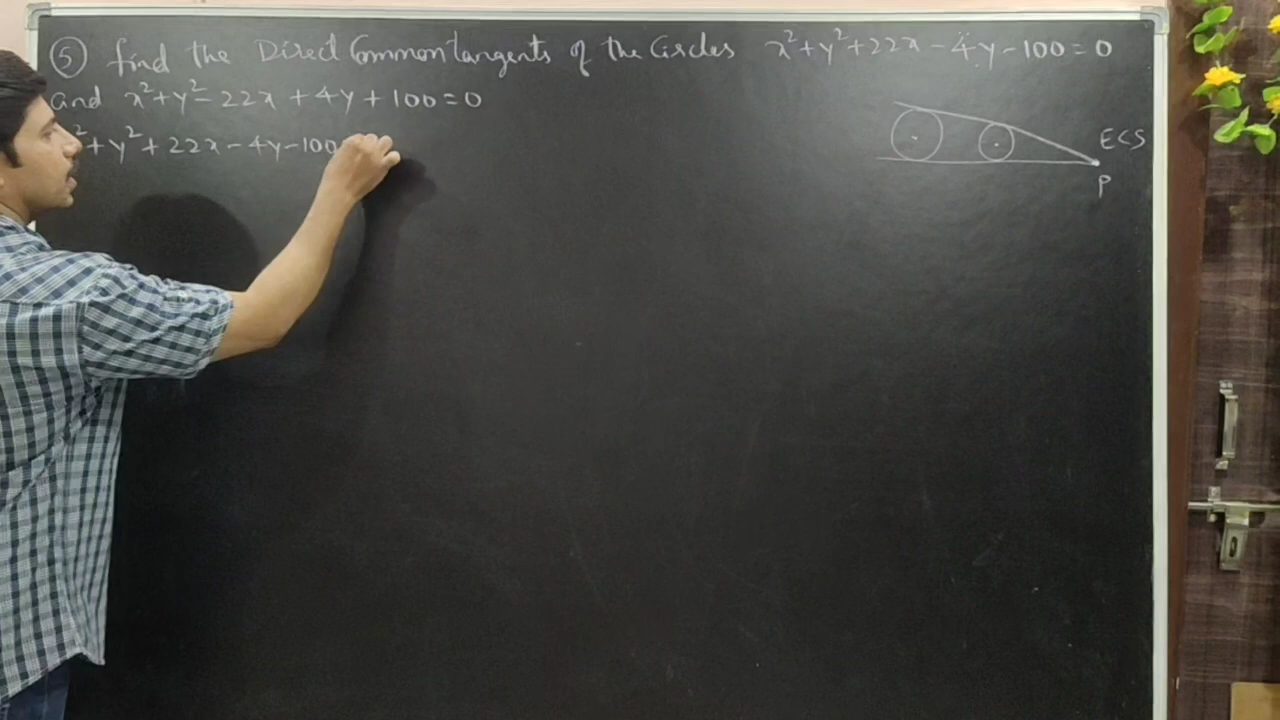 ⑤ find the Direct Common tangents of the Circles x²+y²+22x-4y-100=0
and x²+y²-22x+4y+100=0
²+y²+22x-4y-100
ECS
P